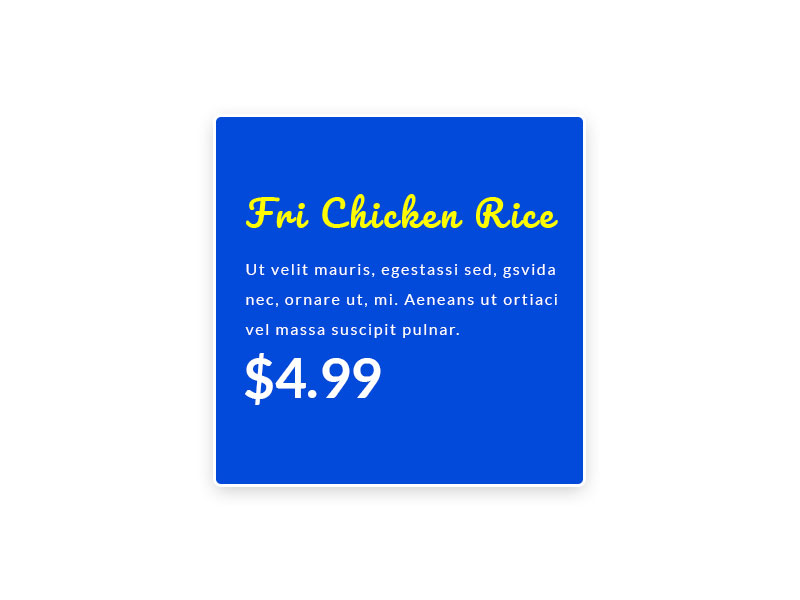 Fri Chicken Rice
Ut velit mauris, egestassi sed, gsvida
nec, ornare ut, mi. Aeneans ut ortiaci
vel massa suscipit pulnar.
$4.99